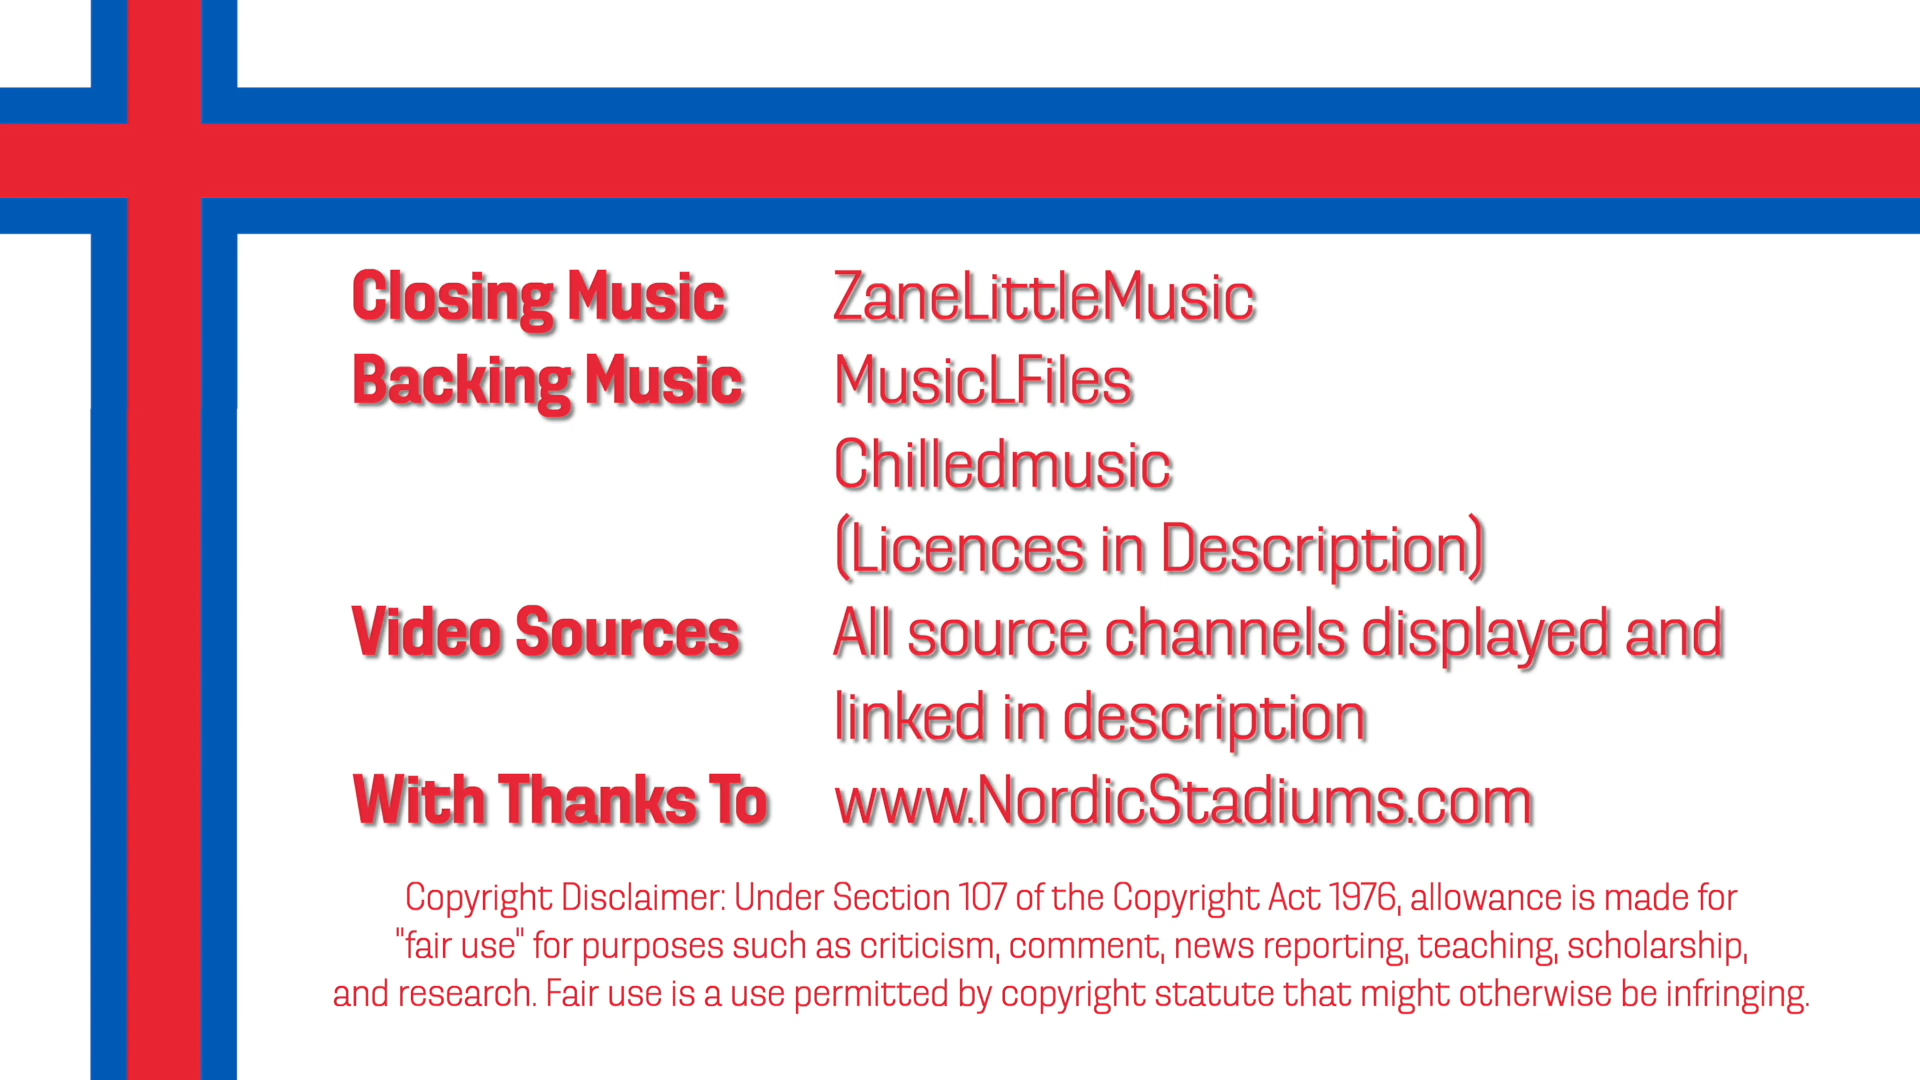 Closing Music ZaneLittleMusic
Backing Music MusicLFiles
Chilledmusic
(Licences in Description)
Video Sources All source channels displayed and
linked in description
With Thanks To www.NordicStadiums.com
Copyright Disclaimer: Under Section 107 of the Copyright Act 1976, allowance is made for
"fair use" for purposes such as criticism, comment, news reporting, teaching, scholarship,
and research. Fair use is a use permitted by copyright statute that might otherwise be infringing.